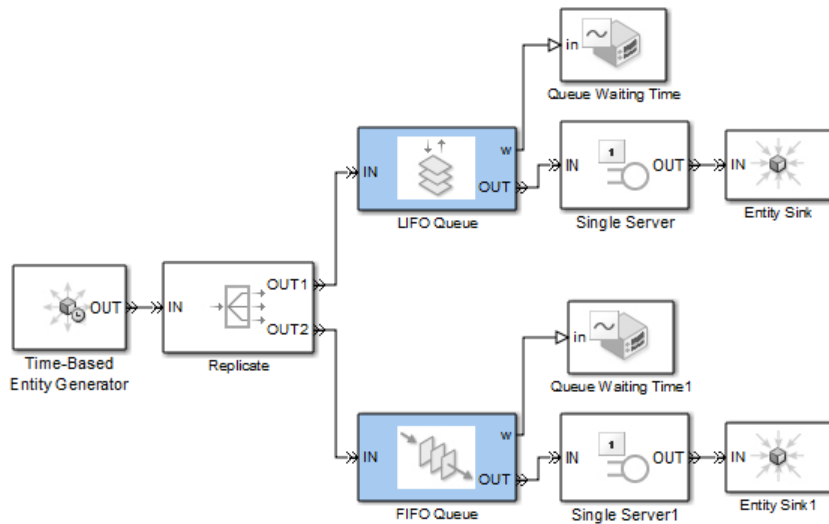 in
Queue Waiting Time
IN
w
OUT
LIFO Queue
IN
1
OUT
Single Server
IN
Entity Sink
OUT
Time-Based
Entity Generator
IN
OUT1
OUT2
Replicate
in
Queue Waiting Time1
IN
w
OUT
FIFO Queue
IN
1
OUT
Single Server1
IN
Entity Sink1